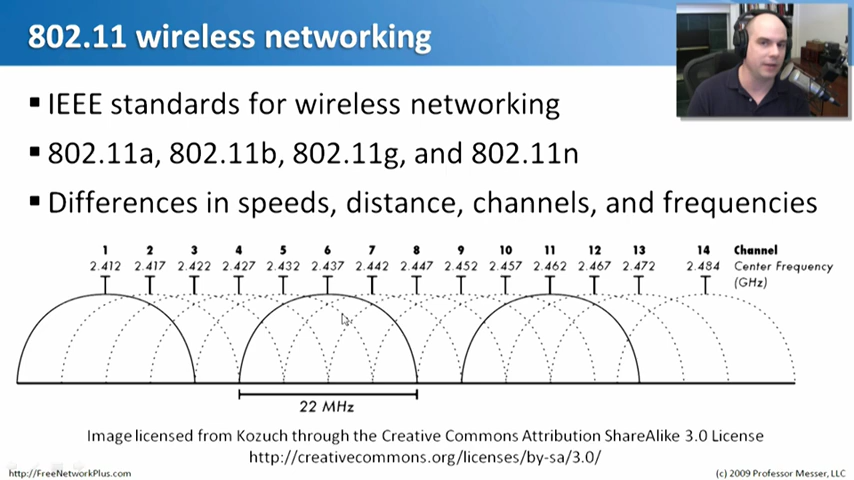 802.11 wireless networking
IEEE standards for wireless networking
802.11a, 802.11b, 802.11g, and 802.11n
Differences in speeds, distance, channels, and frequencies
1 2 3 4 5 6 7 8 9 10 11 12 13 14 Channel
2.412 2.417 2.422 2.427 2.432 2.437 2.442 2.447 2.452 2.457 2.462 2.467 2.472 2.484 Center Frequency
(GHz)
22 MHz
Image licensed from Kozuch through the Creative Commons Attribution ShareAlike 3.0 License
http://creativecommons.org/licenses/by-sa/3.0/
http://FreeNetworkPlus.com
(c) 2009 Professor Messer, LLC